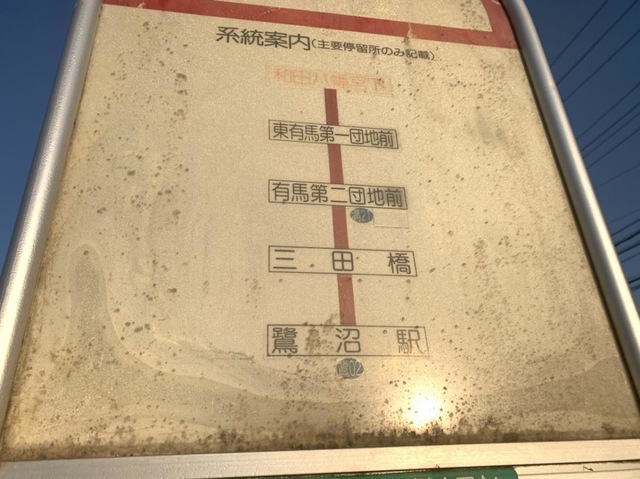 系統案内(主要停留所のみ記載)
東有馬第一団地前
有馬第二団地前
三田橋
鷺沼駅